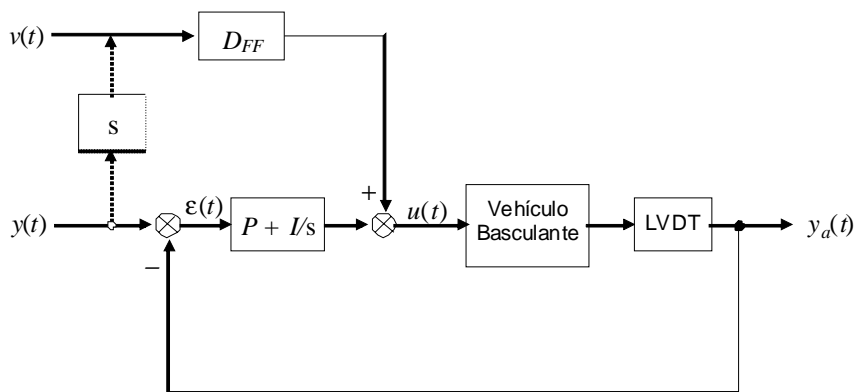 v(t)
D_FF
s
y(t)
ε(t)
P + I/s
+
u(t)
Vehículo
Basculante
LVDT
y_a(t)
−